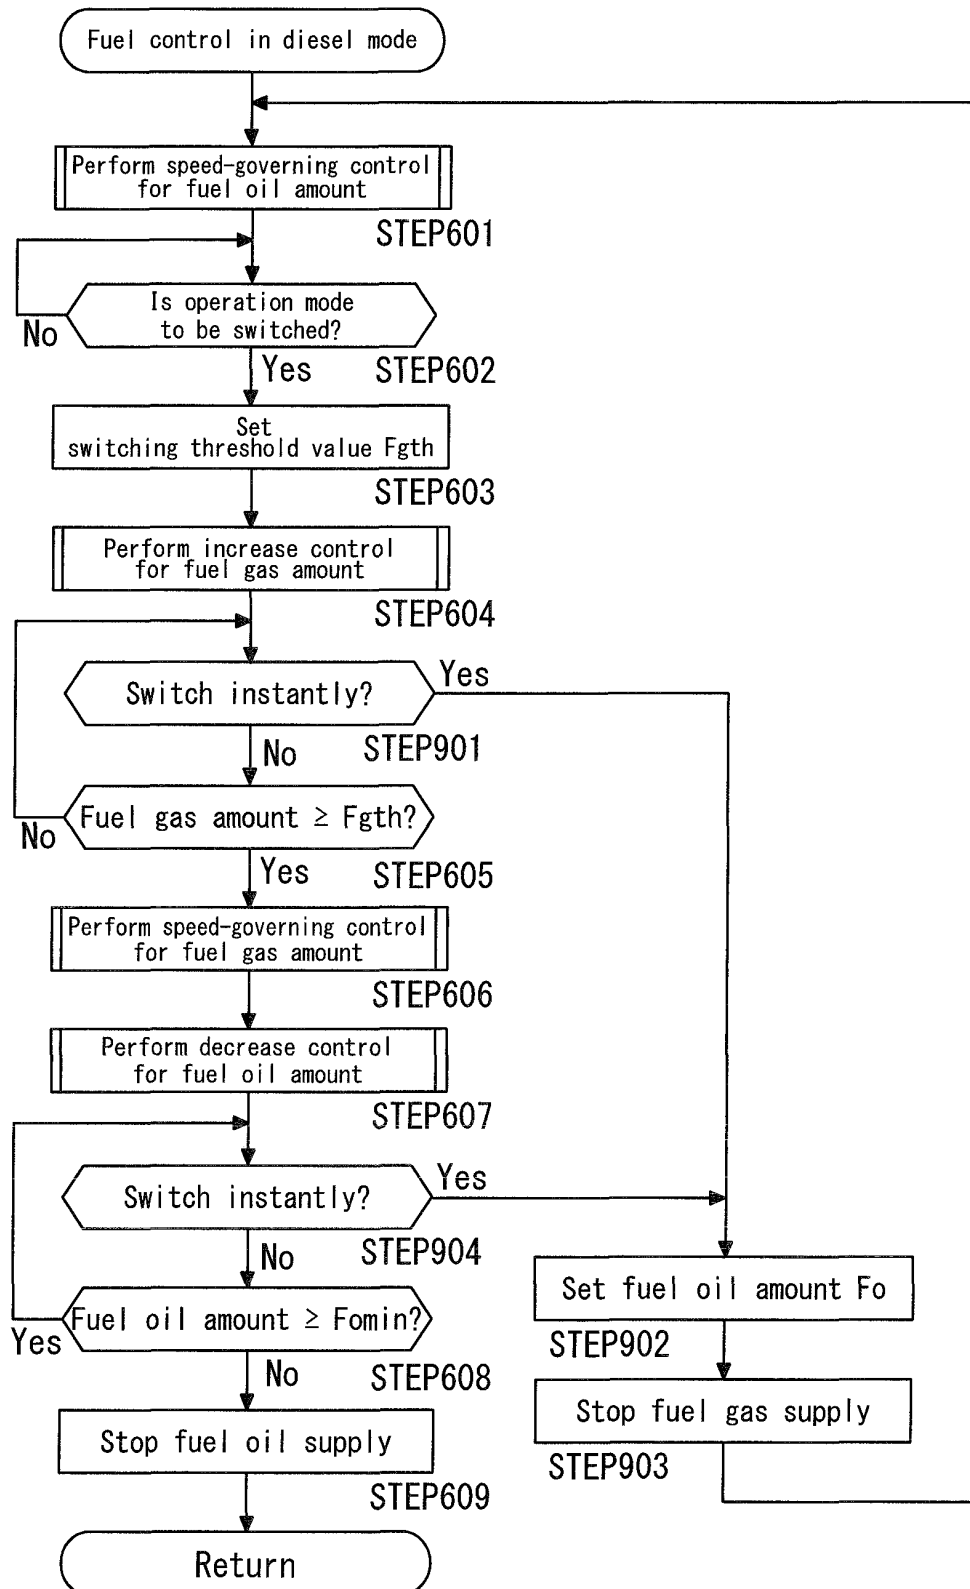 Fuel control in diesel mode
Perform speed-governing control
for fuel oil amount
STEP601
Is operation mode
to be switched?
No
Yes
STEP602
Set
switching threshold value Fgth
STEP603
Perform increase control
for fuel gas amount
STEP604
Switch instantly?
Yes
No
STEP901
Fuel gas amount ≥ Fgth?
No
Yes
STEP605
Perform speed-governing control
for fuel gas amount
STEP606
Perform decrease control
for fuel oil amount
STEP607
Switch instantly?
Yes
No
STEP904
Set fuel oil amount Fo
STEP902
Fuel oil amount ≥ Fomin?
Yes
No
STEP608
Stop fuel gas supply
STEP903
Stop fuel oil supply
STEP609
Return